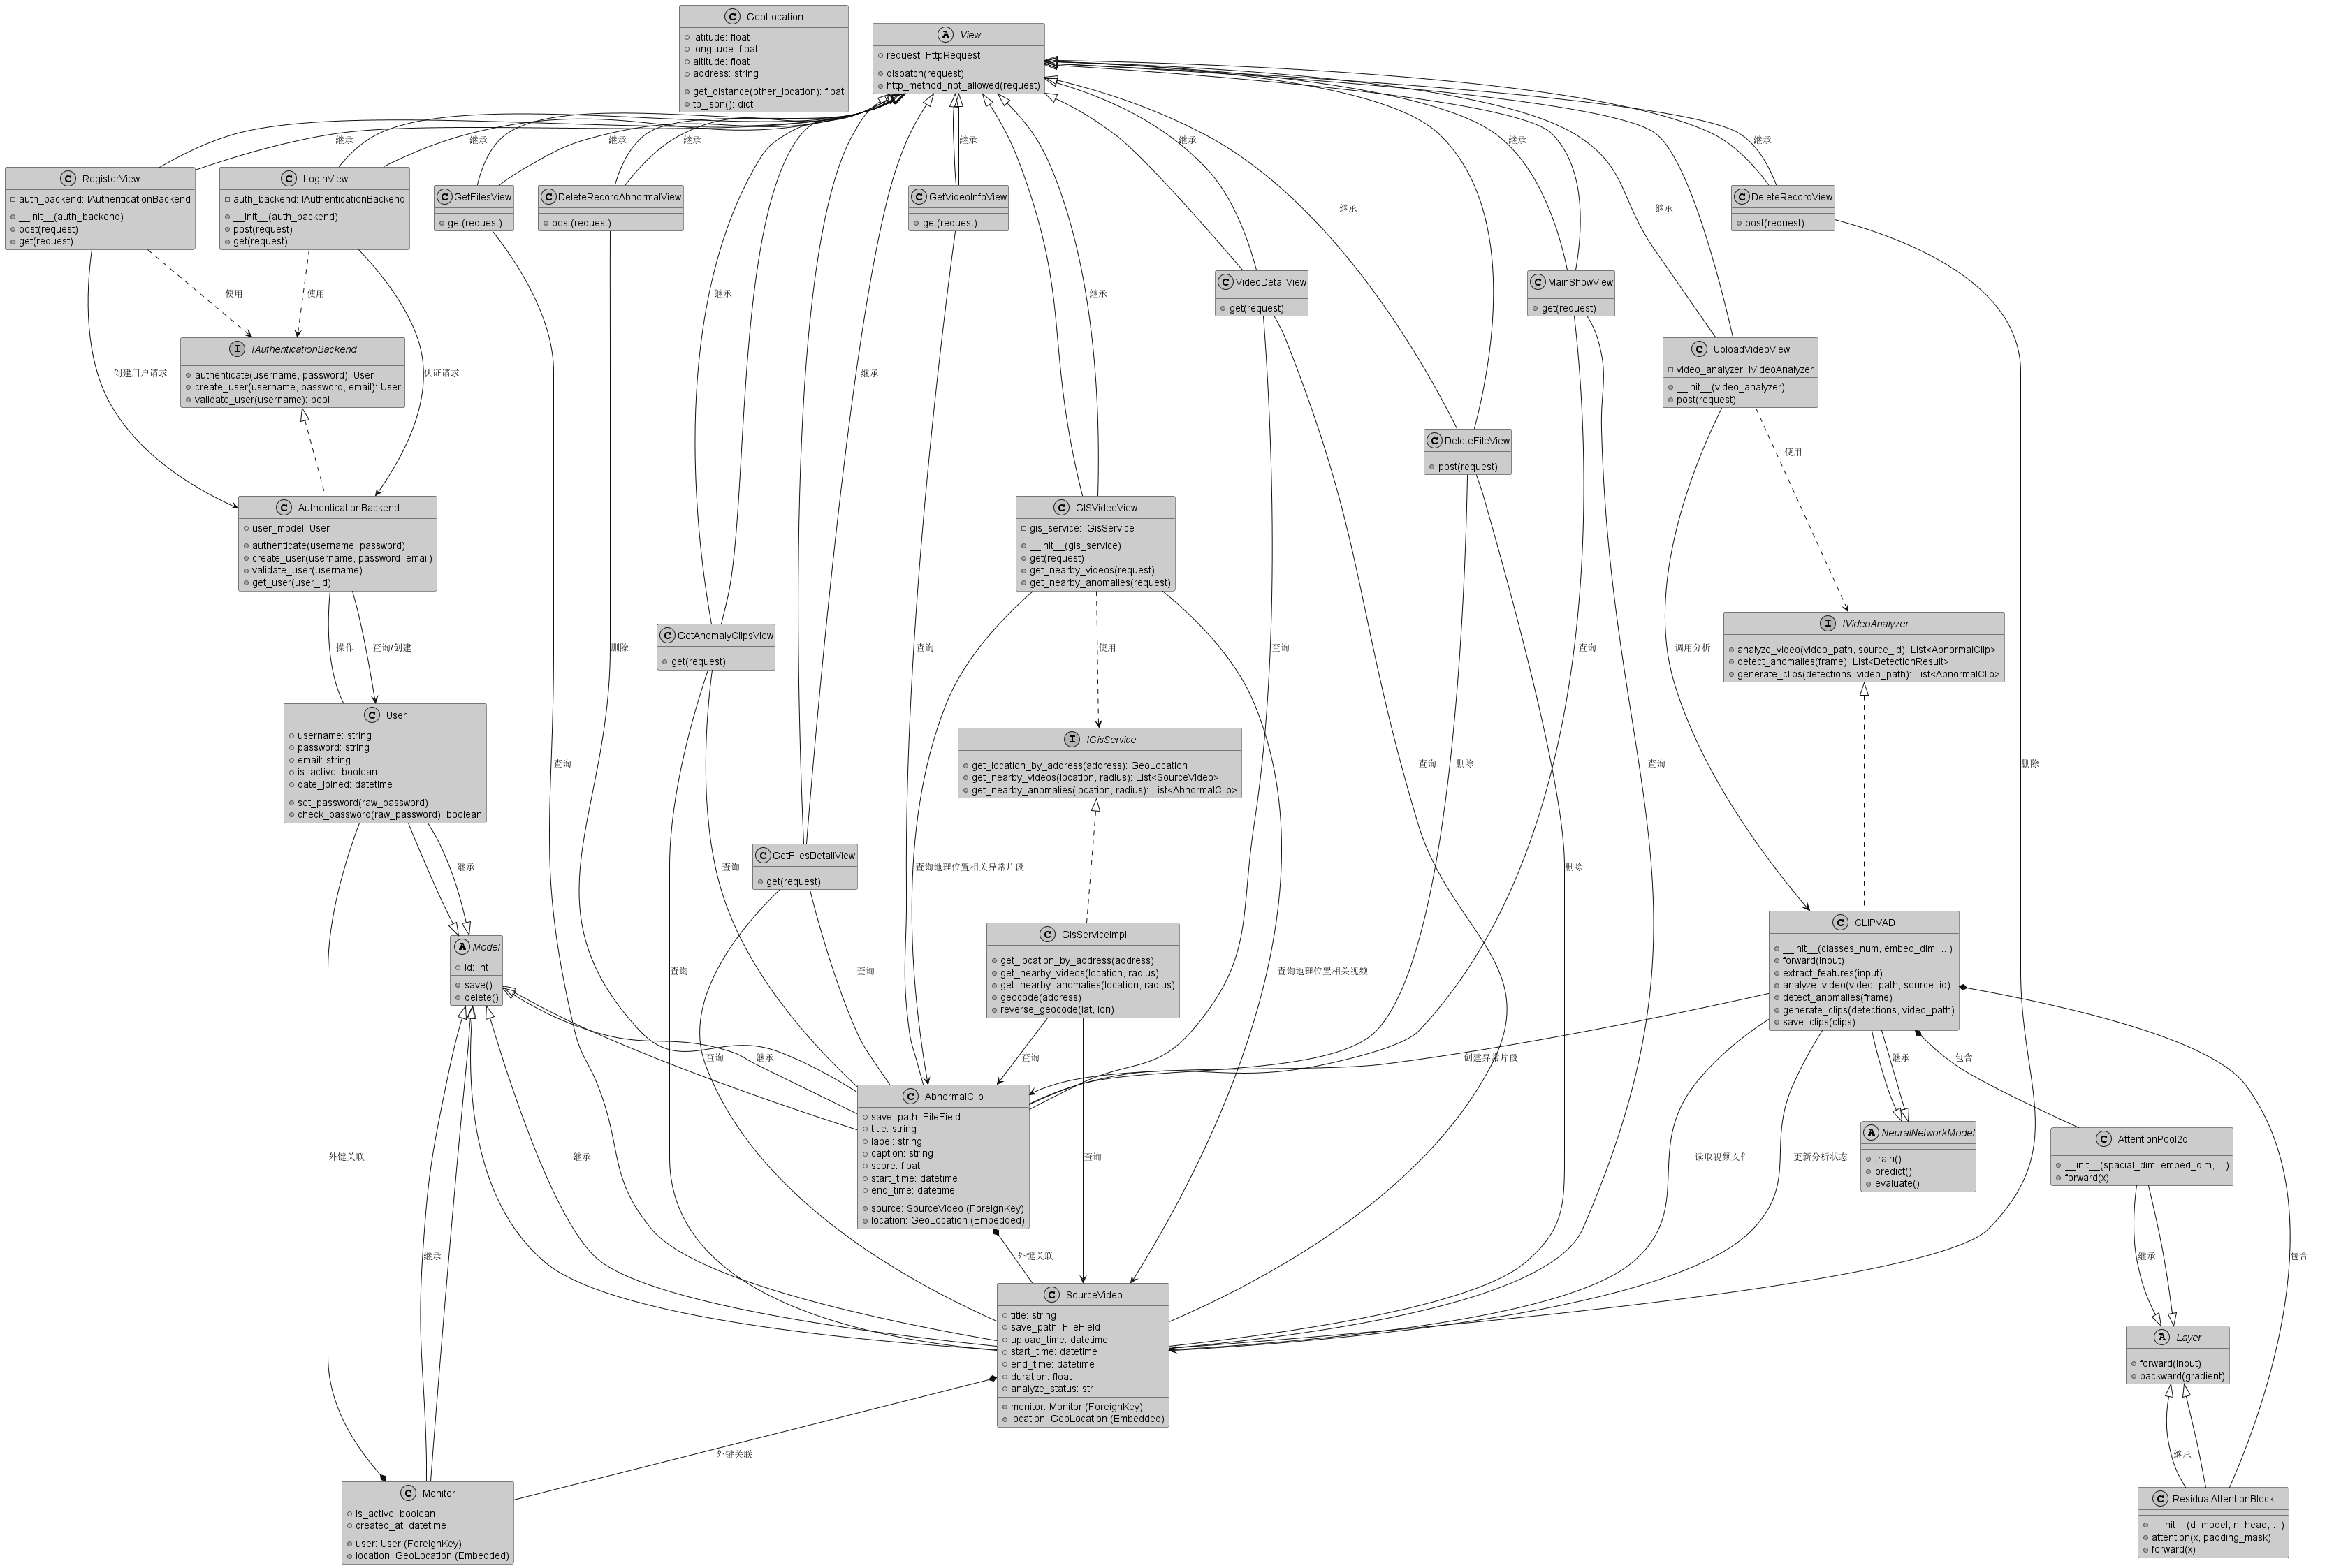 C GeoLocation
latitude: float
longitude: float
altitude: float
address: string
get_distance(other_location): float
to_json(): dict
A View
request: HttpRequest
dispatch(request)
http_method_not_allowed(request)
继承
继承
继承
继承
继承
继承
继承
继承
C RegisterView
auth_backend: IAuthenticationBackend
__init__(auth_backend)
post(request)
get(request)
C LoginView
auth_backend: IAuthenticationBackend
__init__(auth_backend)
post(request)
get(request)
C GetFilesView
get(request)
C DeleteRecordAbnormalView
post(request)
C GetVideoInfoView
get(request)
C DeleteRecordView
post(request)
继承
继承
使用
使用
继承
继承
C VideoDetailView
get(request)
C MainShowView
get(request)
I IAuthenticationBackend
authenticate(username, password): User
create_user(username, password, email): User
validate_user(username): bool
C UploadVideoView
video_analyzer: IVideoAnalyzer
__init__(video_analyzer)
post(request)
创建用户请求
认证请求
继承
C DeleteFileView
post(request)
使用
C AuthenticationBackend
user_model: User
authenticate(username, password)
create_user(username, password, email)
validate_user(username)
get_user(user_id)
C GISVideoView
gis_service: IGisService
__init__(gis_service)
get(request)
get_nearby_videos(request)
get_nearby_anomalies(request)
操作
查询/创建
删除
C GetAnomalyClipsView
get(request)
查询
使用
查询
查询
调用分析
I IVideoAnalyzer
analyze_video(video_path, source_id): List<AbnormalClip>
detect_anomalies(frame): List<DetectionResult>
generate_clips(detections, video_path): List<AbnormalClip>
C User
username: string
password: string
email: string
is_active: boolean
date_joined: datetime
set_password(raw_password)
check_password(raw_password): boolean
查询
I IGisService
get_location_by_address(address): GeoLocation
get_nearby_videos(location, radius): List<SourceVideo>
get_nearby_anomalies(location, radius): List<AbnormalClip>
查询
删除
查询
删除
继承
查询
C GetFilesDetailView
get(request)
查询地理位置相关异常片段
删除
A Model
id: int
save()
delete()
查询
查询
C GisServiceImpl
get_location_by_address(address)
get_nearby_videos(location, radius)
get_nearby_anomalies(location, radius)
geocode(address)
reverse_geocode(lat, lon)
查询地理位置相关视频
C CLIPVAD
__init__(classes_num, embed_dim, ...)
forward(input)
extract_features(input)
analyze_video(video_path, source_id)
detect_anomalies(frame)
generate_clips(detections, video_path)
save_clips(clips)
查询
继承
查询
创建异常片段
继承
包含
C AbnormalClip
save_path: FileField
title: string
label: string
caption: string
score: float
start_time: datetime
end_time: datetime
source: SourceVideo (ForeignKey)
location: GeoLocation (Embedded)
A NeuralNetworkModel
train()
predict()
evaluate()
C AttentionPool2d
__init__(spacial_dim, embed_dim, ...)
forward(x)
外键关联
继承
查询
读取视频文件
更新分析状态
继承
外键关联
继承
包含
C SourceVideo
title: string
save_path: FileField
upload_time: datetime
start_time: datetime
end_time: datetime
duration: float
analyze_status: str
monitor: Monitor (ForeignKey)
location: GeoLocation (Embedded)
A Layer
forward(input)
backward(gradient)
外键关联
继承
C Monitor
is_active: boolean
created_at: datetime
user: User (ForeignKey)
location: GeoLocation (Embedded)
C ResidualAttentionBlock
__init__(d_model, n_head, ...)
attention(x, padding_mask)
forward(x)